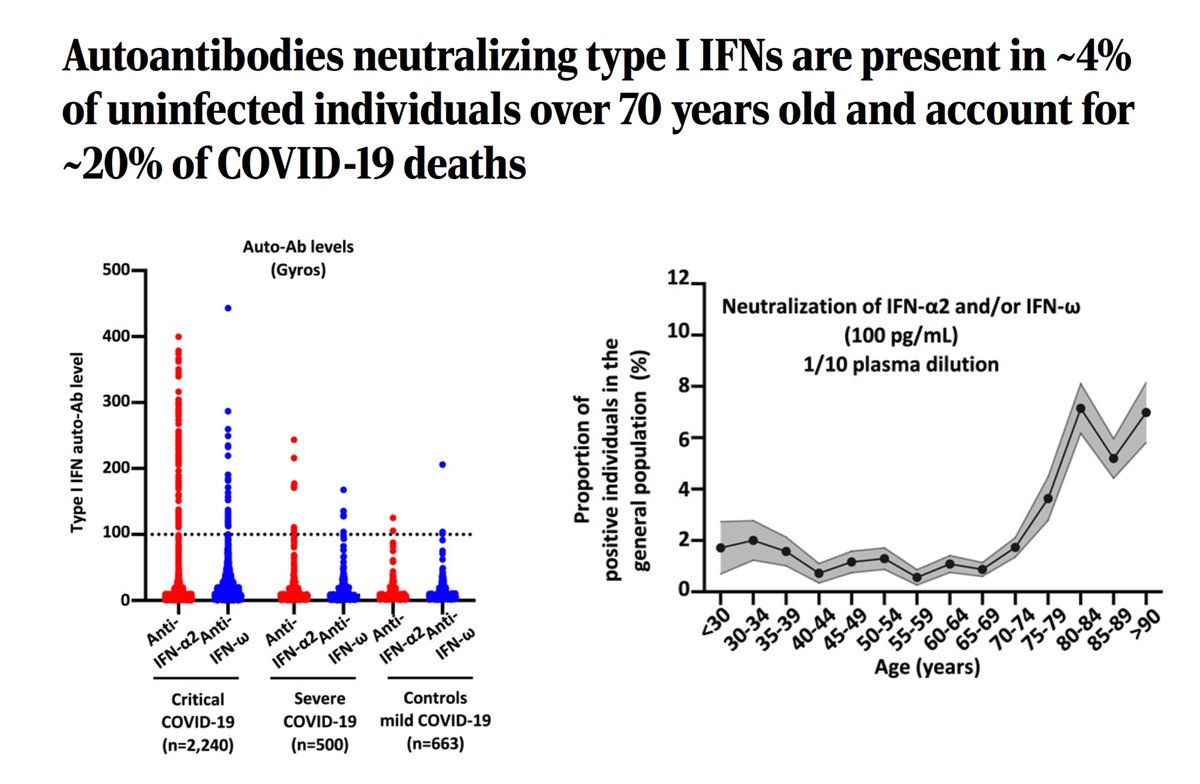 Autoantibodies neutralizing type I IFNs are present in ~4%
of uninfected individuals over 70 years old and account for
~20% of COVID-19 deaths
Auto-Ab levels
(Gyros)
Type I IFN auto-Ab level
500
400
300
200
100
0
Anti-
IFN-α2
Anti-
IFN-ω
Anti-
IFN-α2
Anti-
IFN-ω
Anti-
IFN-α2
Anti-
IFN-ω
Critical
COVID-19
(n=2,240)
Severe
COVID-19
(n=500)
Controls
mild COVID-19
(n=663)
Proportion of
positive individuals in the
general population (%)
12
10
8
6
4
2
0
Neutralization of IFN-α2 and/or IFN-ω
(100 pg/mL)
1/10 plasma dilution
<30
30-34
35-39
40-44
45-49
50-54
55-59
60-64
65-69
70-74
75-79
80-84
85-89
>90
Age (years)